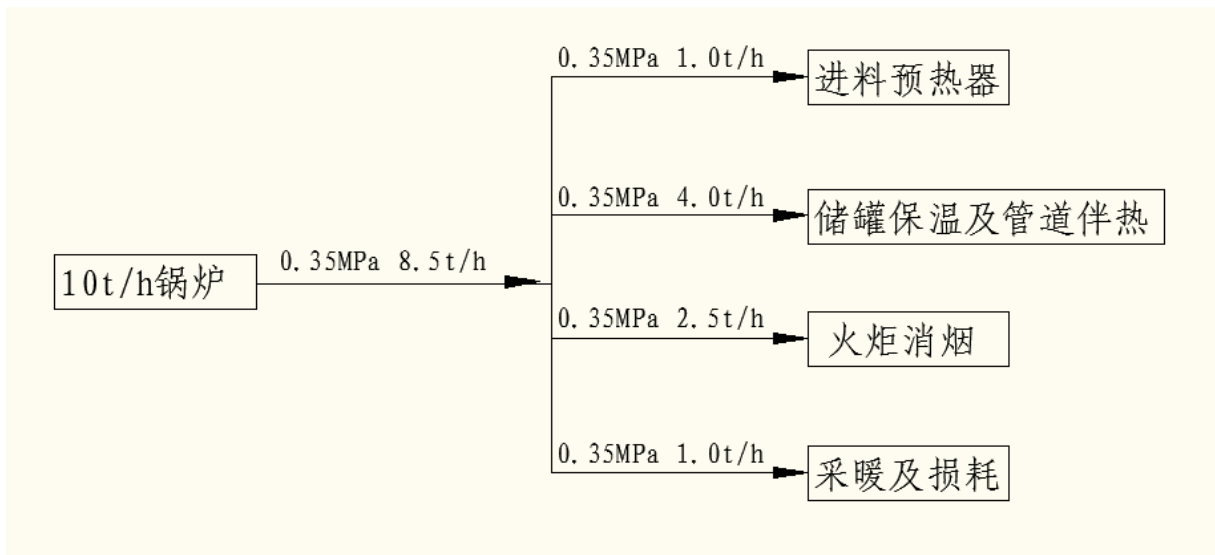 0.35MPa 1.0t/h
进料预热器
0.35MPa 4.0t/h
储罐保温及管道伴热
0.35MPa 8.5t/h
10t/h锅炉
0.35MPa 2.5t/h
火炬消烟
0.35MPa 1.0t/h
采暖及损耗